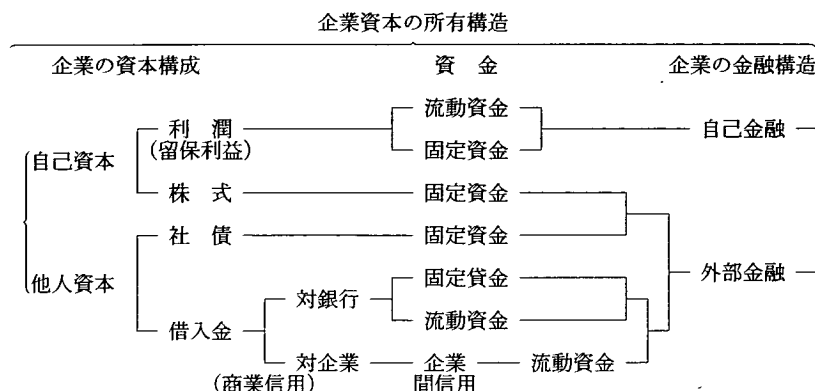 企業資本の所有構造
企業の資本構成 資 金 企業の金融構造
流動資金
利 潤 自己金融
(留保利益) 固定資金
自己資本
株 式 固定資金
社 債 固定資金
他人資本 固定貸金 外部金融
対銀行
流動資金
借入金
対企業 企業 流動資金
(商業信用) 間信用